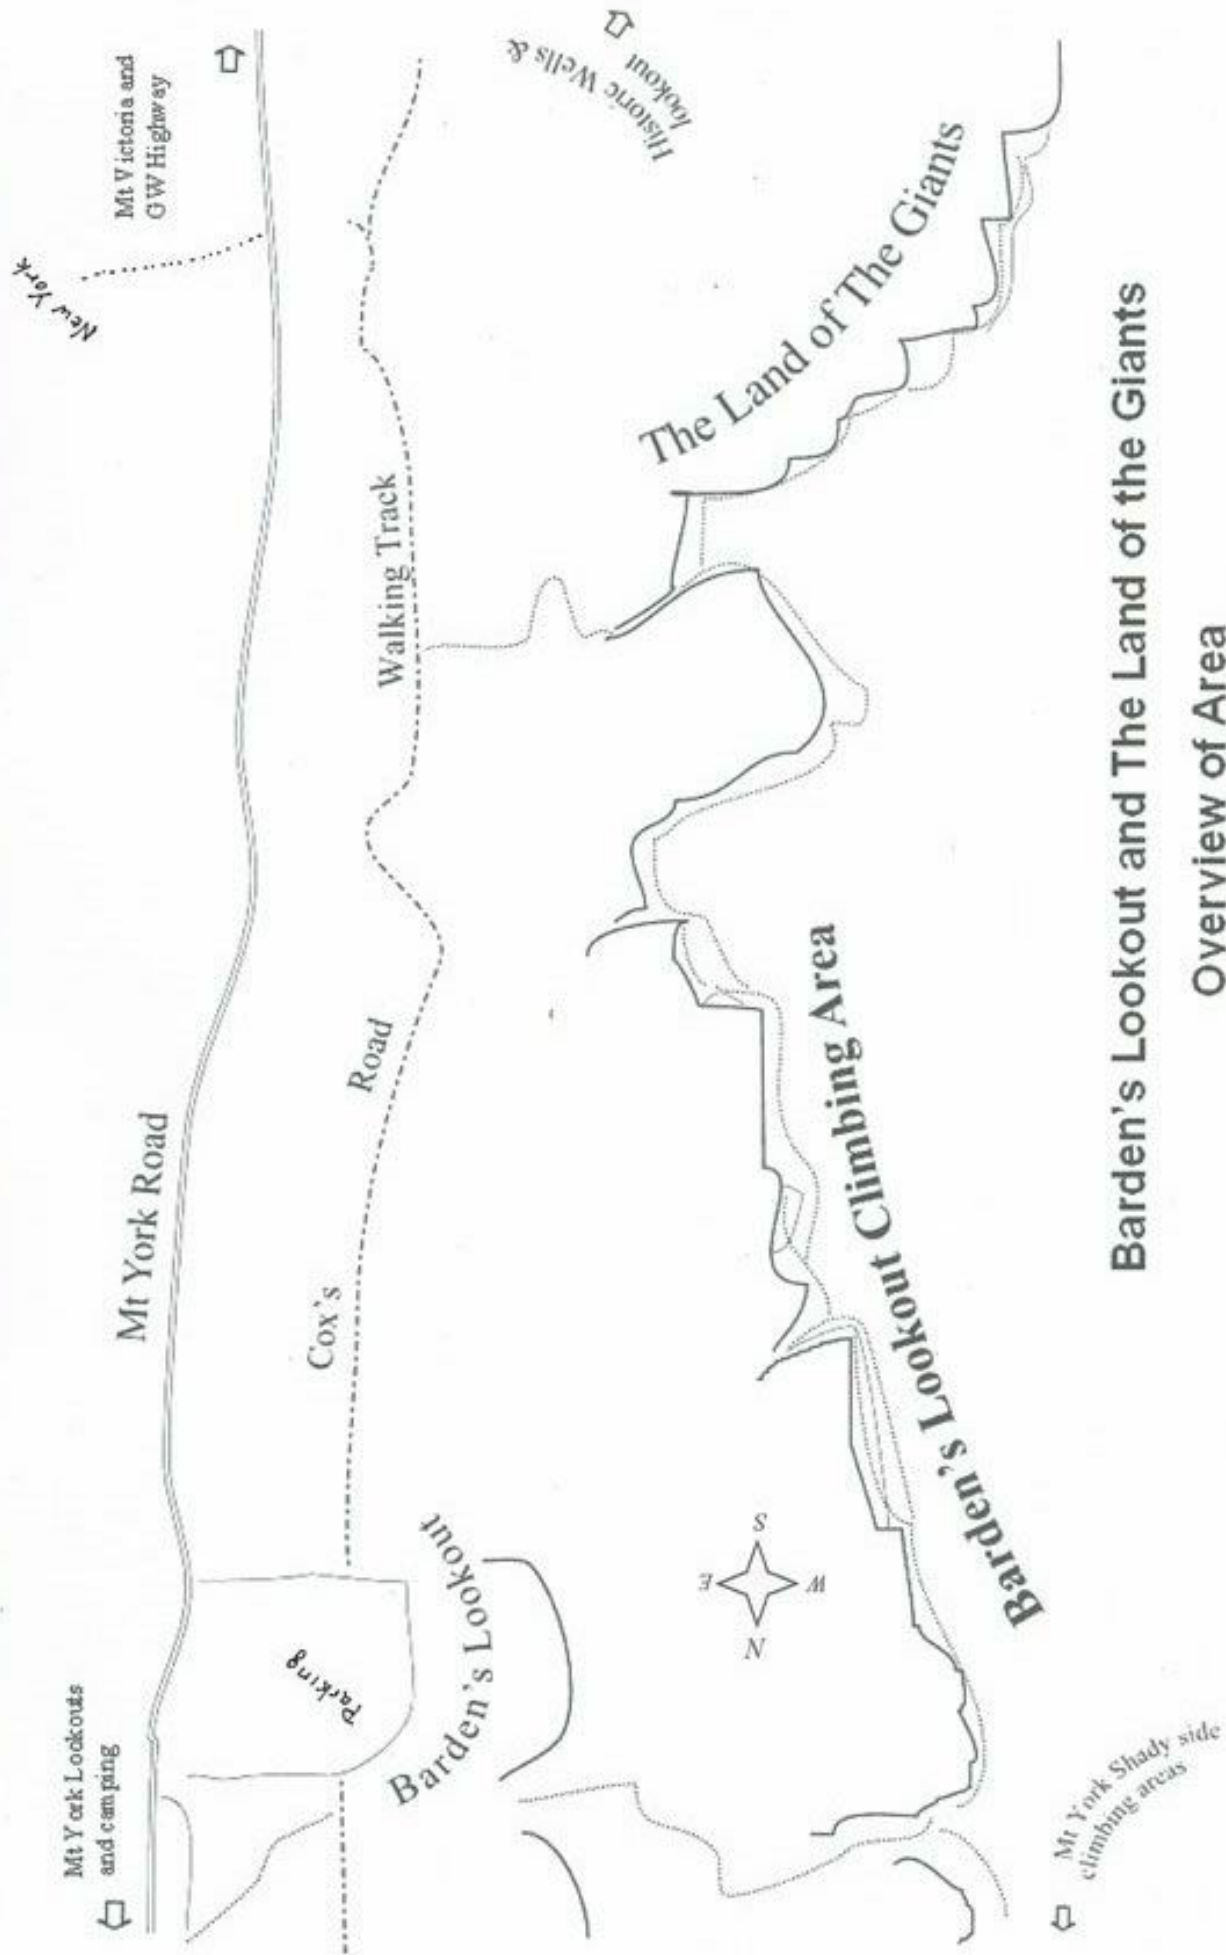 Mt York Lookouts
and camping
Mt Victoria and
GW Highway
New York
Mt York Road
Parking
Cox's
Road
Walking Track
Historic Wells &
lookout
Barden's Lookout
The Land of The Giants
N
E
S
W
Barden's Lookout Climbing Area
Mt York Shady side
climbing areas
Barden's Lookout and The Land of the Giants
Overview of Area